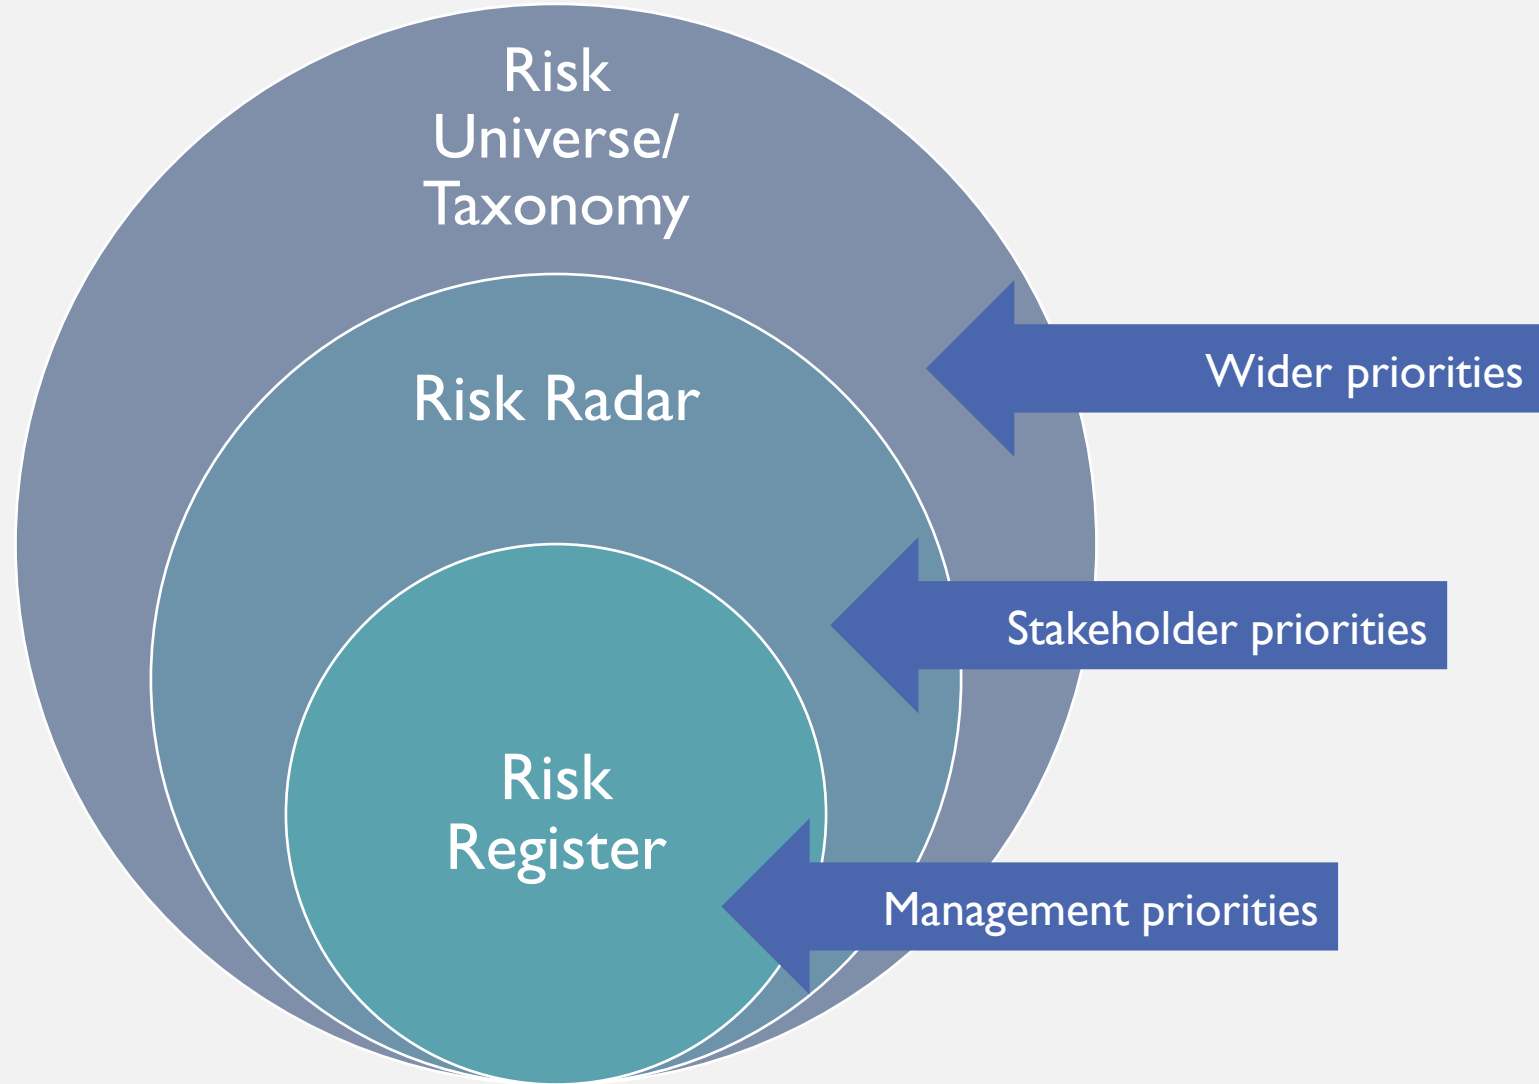 Risk
Universe/
Taxonomy
Wider priorities
Risk Radar
Stakeholder priorities
Risk
Register
Management priorities